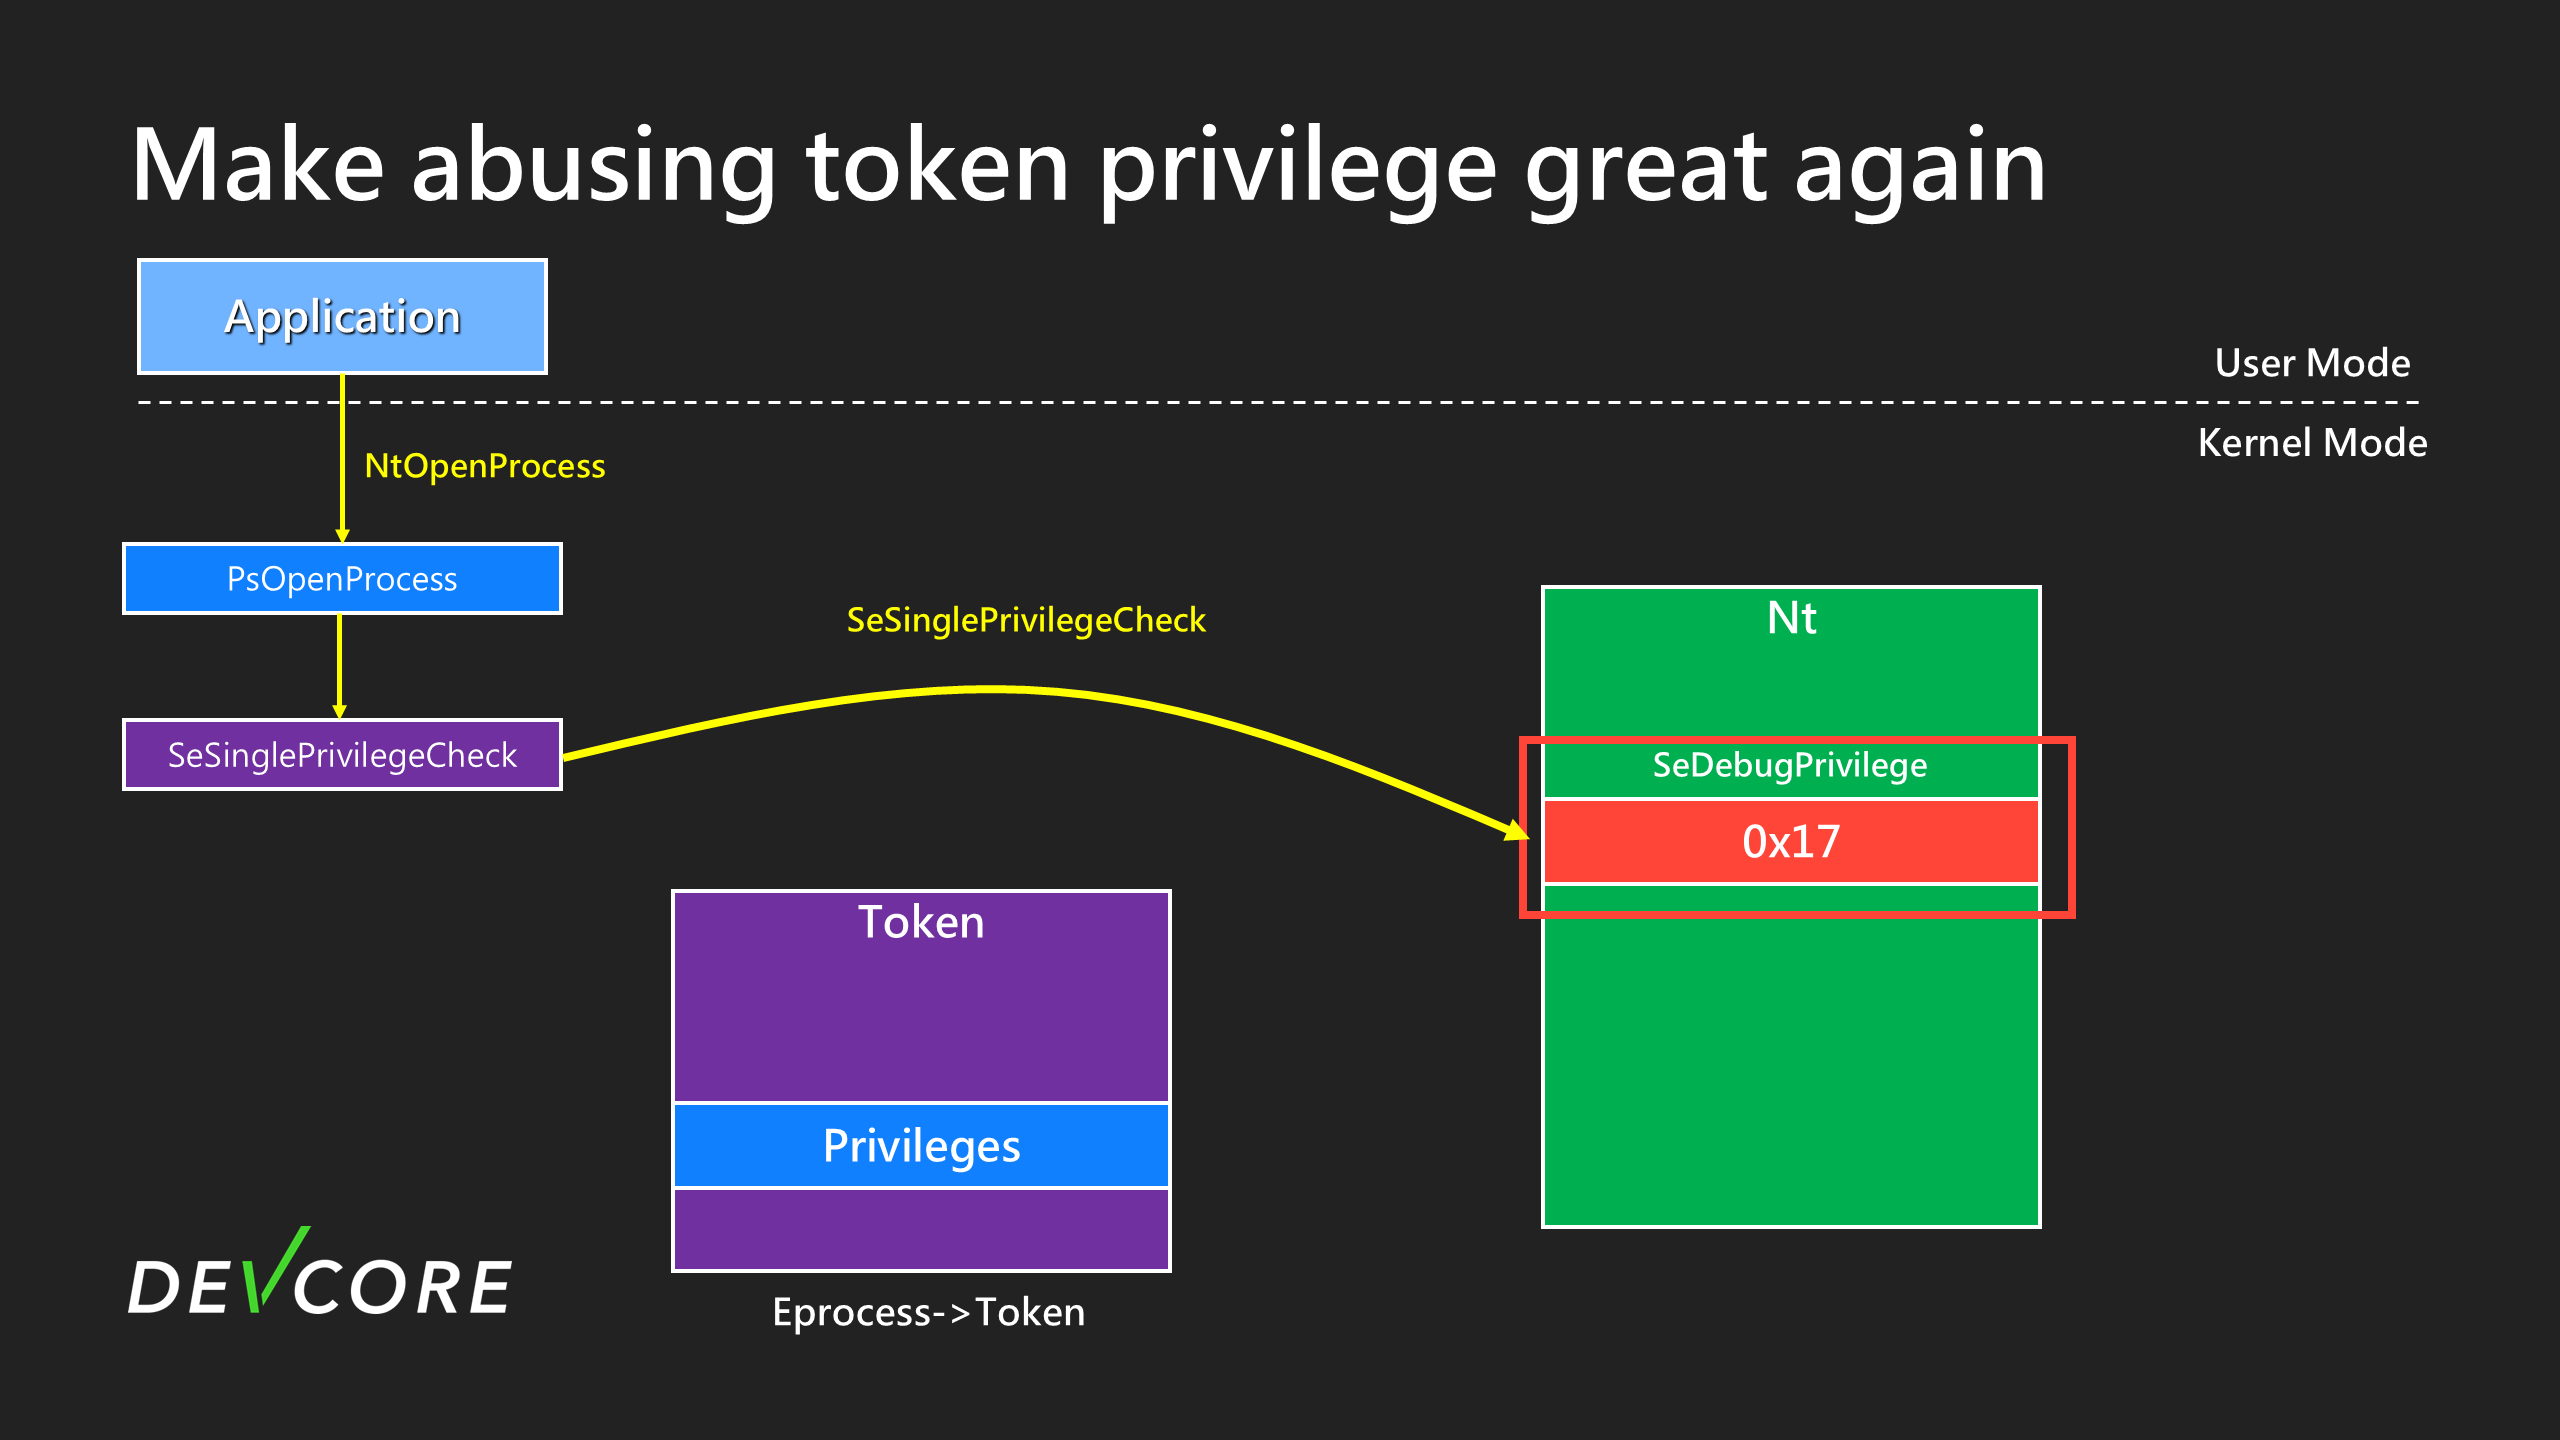 Make abusing token privilege great again
Application
User Mode
Kernel Mode
NtOpenProcess
PsOpenProcess
SeSinglePrivilegeCheck
SeSinglePrivilegeCheck
Nt
SeDebugPrivilege
0x17
Token
Privileges
Eprocess->Token
DEVCORE